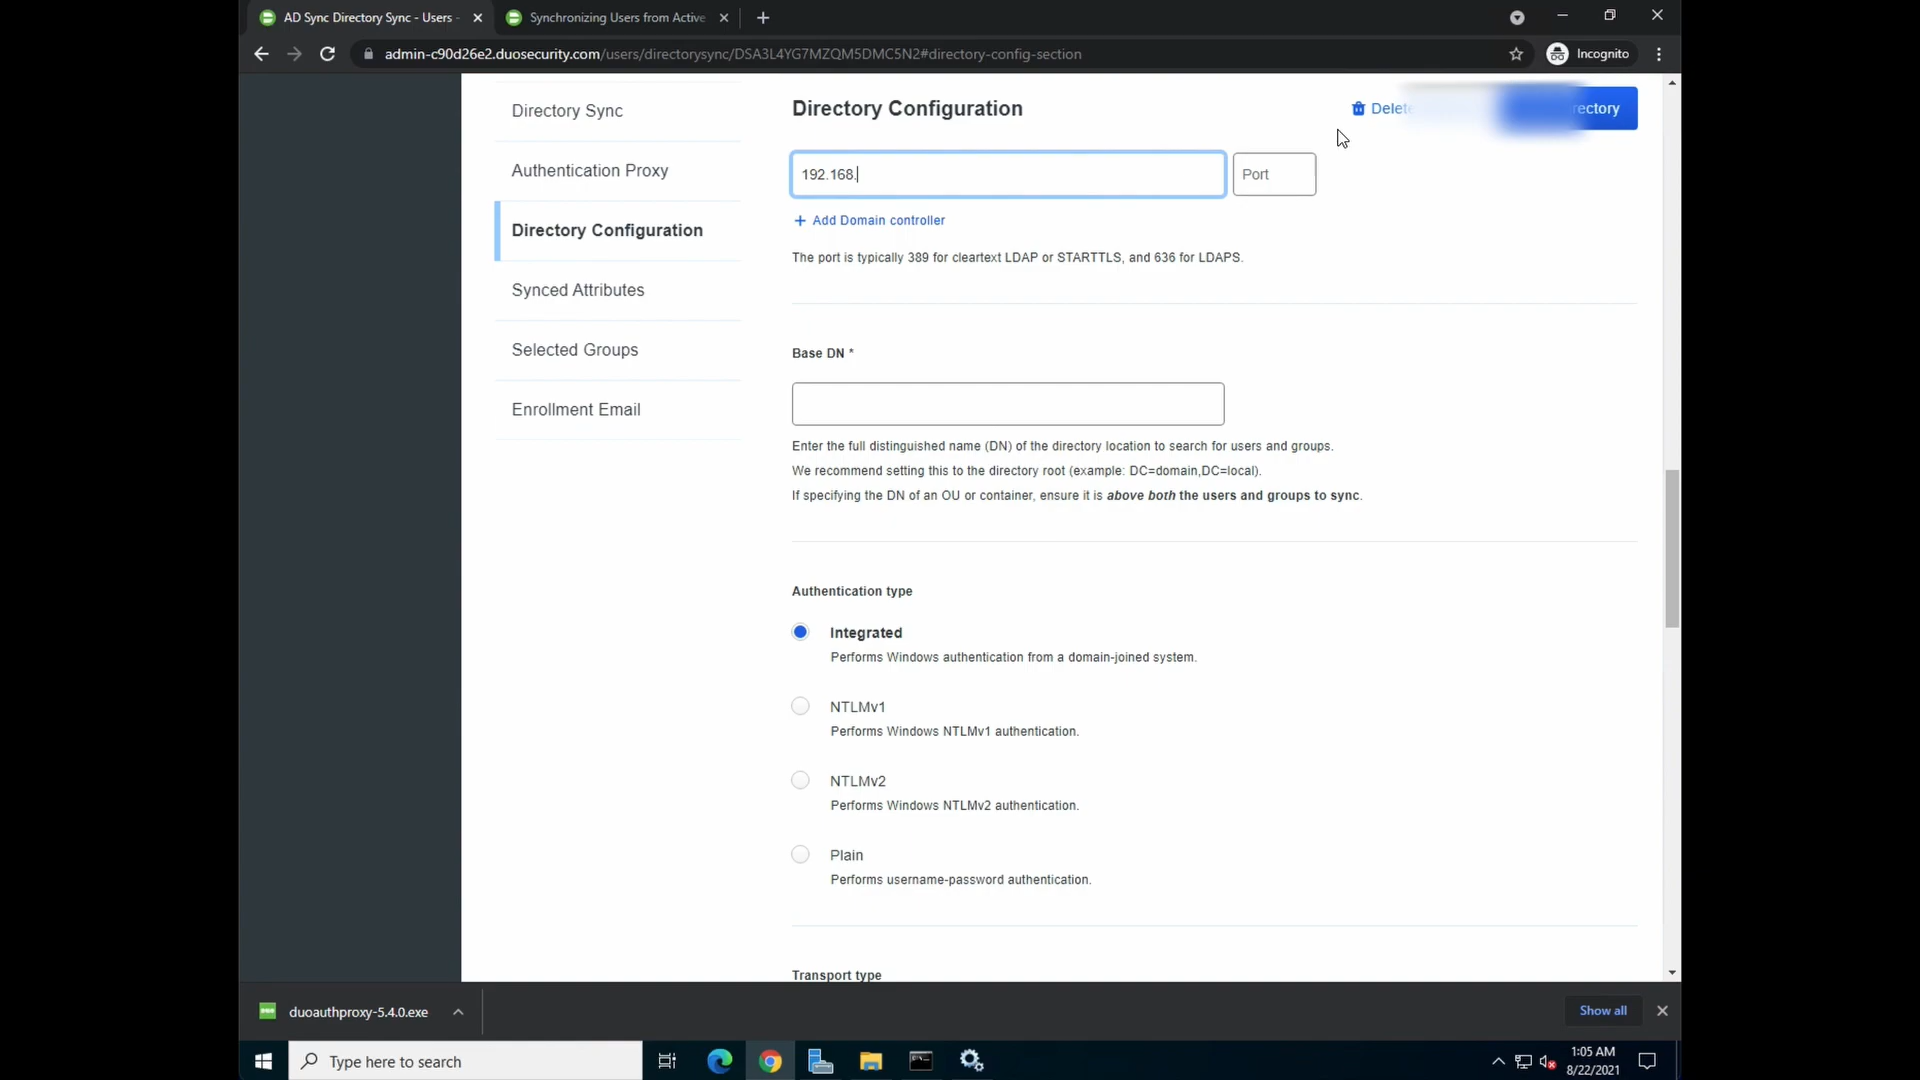 AD Sync Directory Sync - Users -
Synchronizing Users from Active
admin-c90d26e2.duosecurity.com/users/directorysync/DSA3L4YG7MZQM5DMC5N2#directory-config-section
Incognito
Directory Sync
Authentication Proxy
Directory Configuration
Synced Attributes
Selected Groups
Enrollment Email
Directory Configuration
Delete
192.168.
Port
+ Add Domain controller
The port is typically 389 for cleartext LDAP or STARTTLS, and 636 for LDAPS.
Base DN *
Enter the full distinguished name (DN) of the directory location to search for users and groups.
We recommend setting this to the directory root (example: DC=domain,DC=local).
If specifying the DN of an OU or container, ensure it is above both the users and groups to sync.
Authentication type
Integrated
Performs Windows authentication from a domain-joined system.
NTLMv1
Performs Windows NTLMv1 authentication.
NTLMv2
Performs Windows NTLMv2 authentication.
Plain
Performs username-password authentication.
Transport type
duoauthproxy-5.4.0.exe
Show all
Type here to search
1:05 AM
8/22/2021